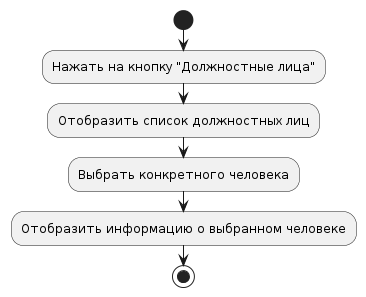 Нажать на кнопку "Должностные лица"
Отобразить список должностных лиц
Выбрать конкретного человека
Отобразить информацию о выбранном человеке